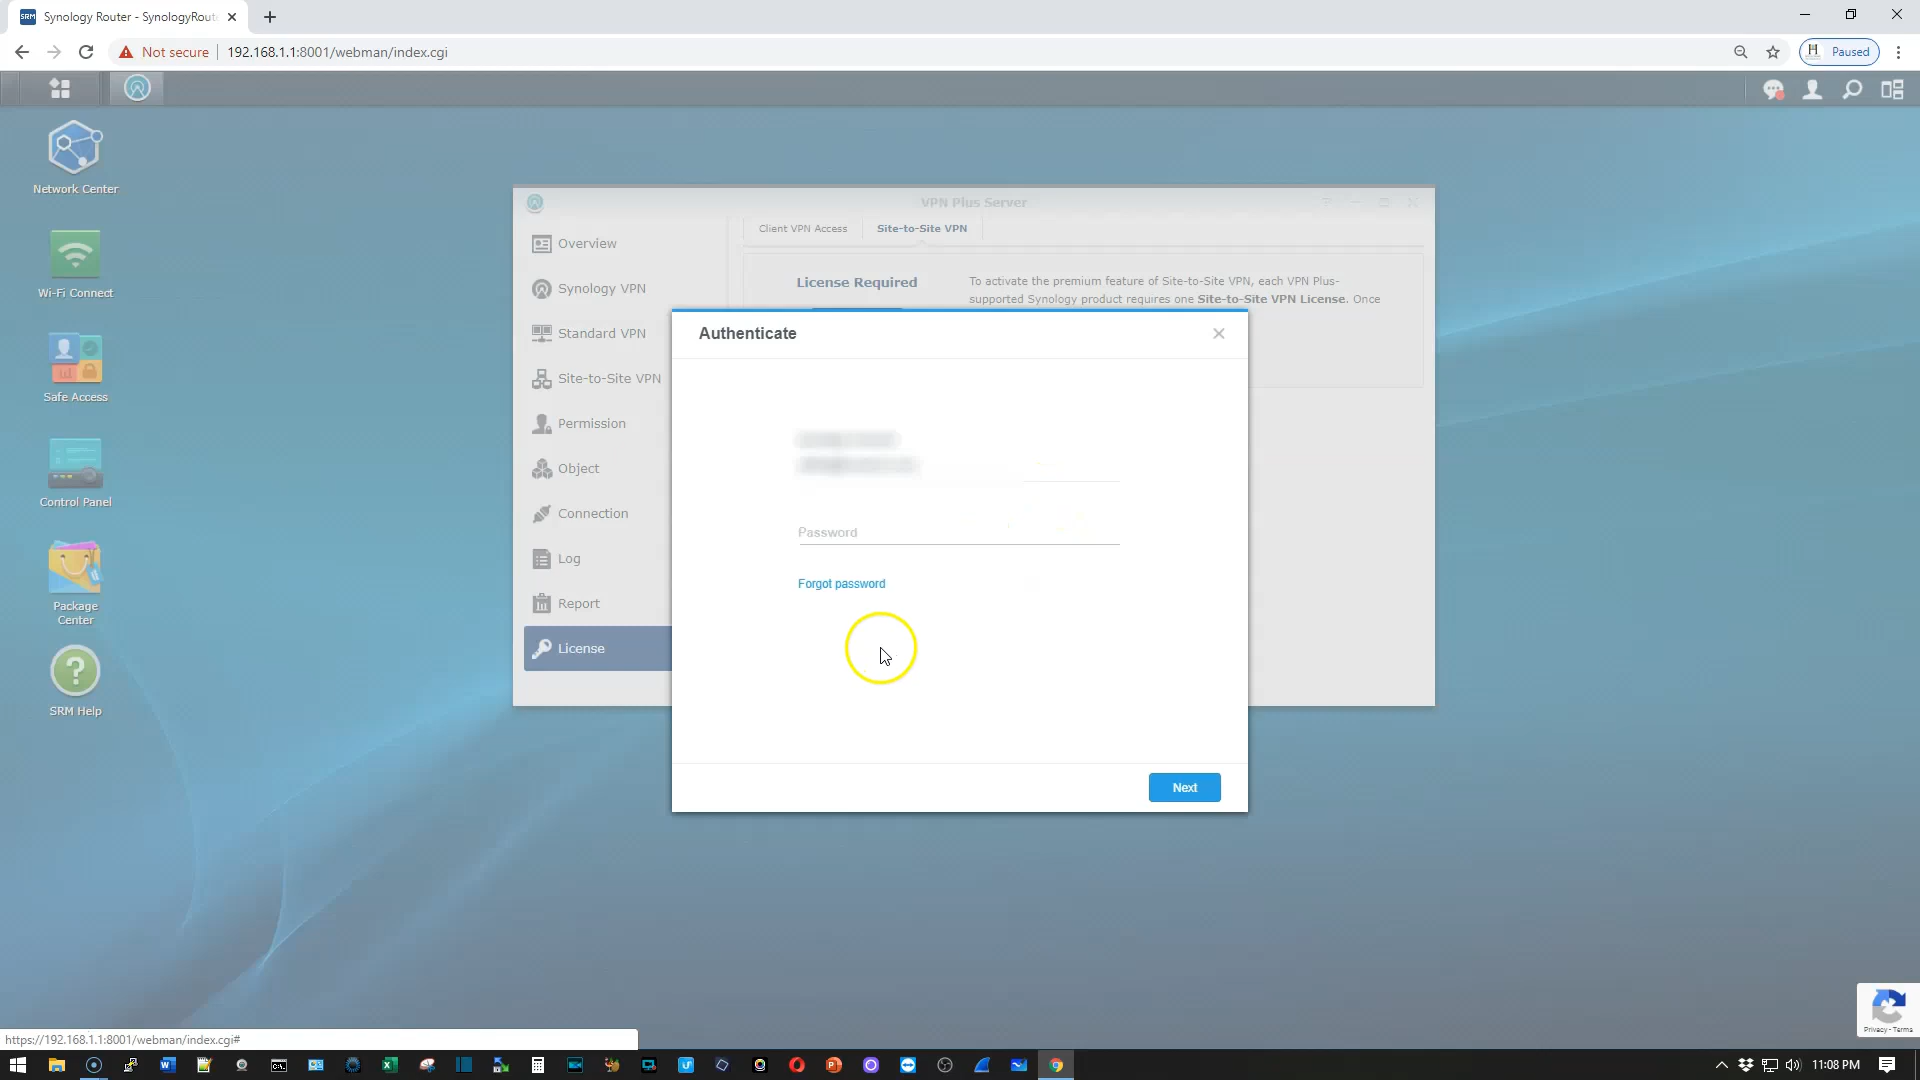 SRM Synology Router - SynologyRout
Not secure 192.168.1.1:8001/webman/index.cgi
Paused
Network Center
Wi-Fi Connect
Safe Access
Control Panel
Package
Center
SRM Help
VPN Plus Server
Overview
Synology VPN
Standard VPN
Site-to-Site VPN
Permission
Object
Connection
Log
Report
License
Client VPN Access Site-to-Site VPN
License Required
To activate the premium feature of Site-to-Site VPN, each VPN Plus-
supported Synology product requires one Site-to-Site VPN License. Once
Authenticate
Password
Forgot password
Next
Privacy - Terms
https://192.168.1.1:8001/webman/index.cgi#
11:08 PM